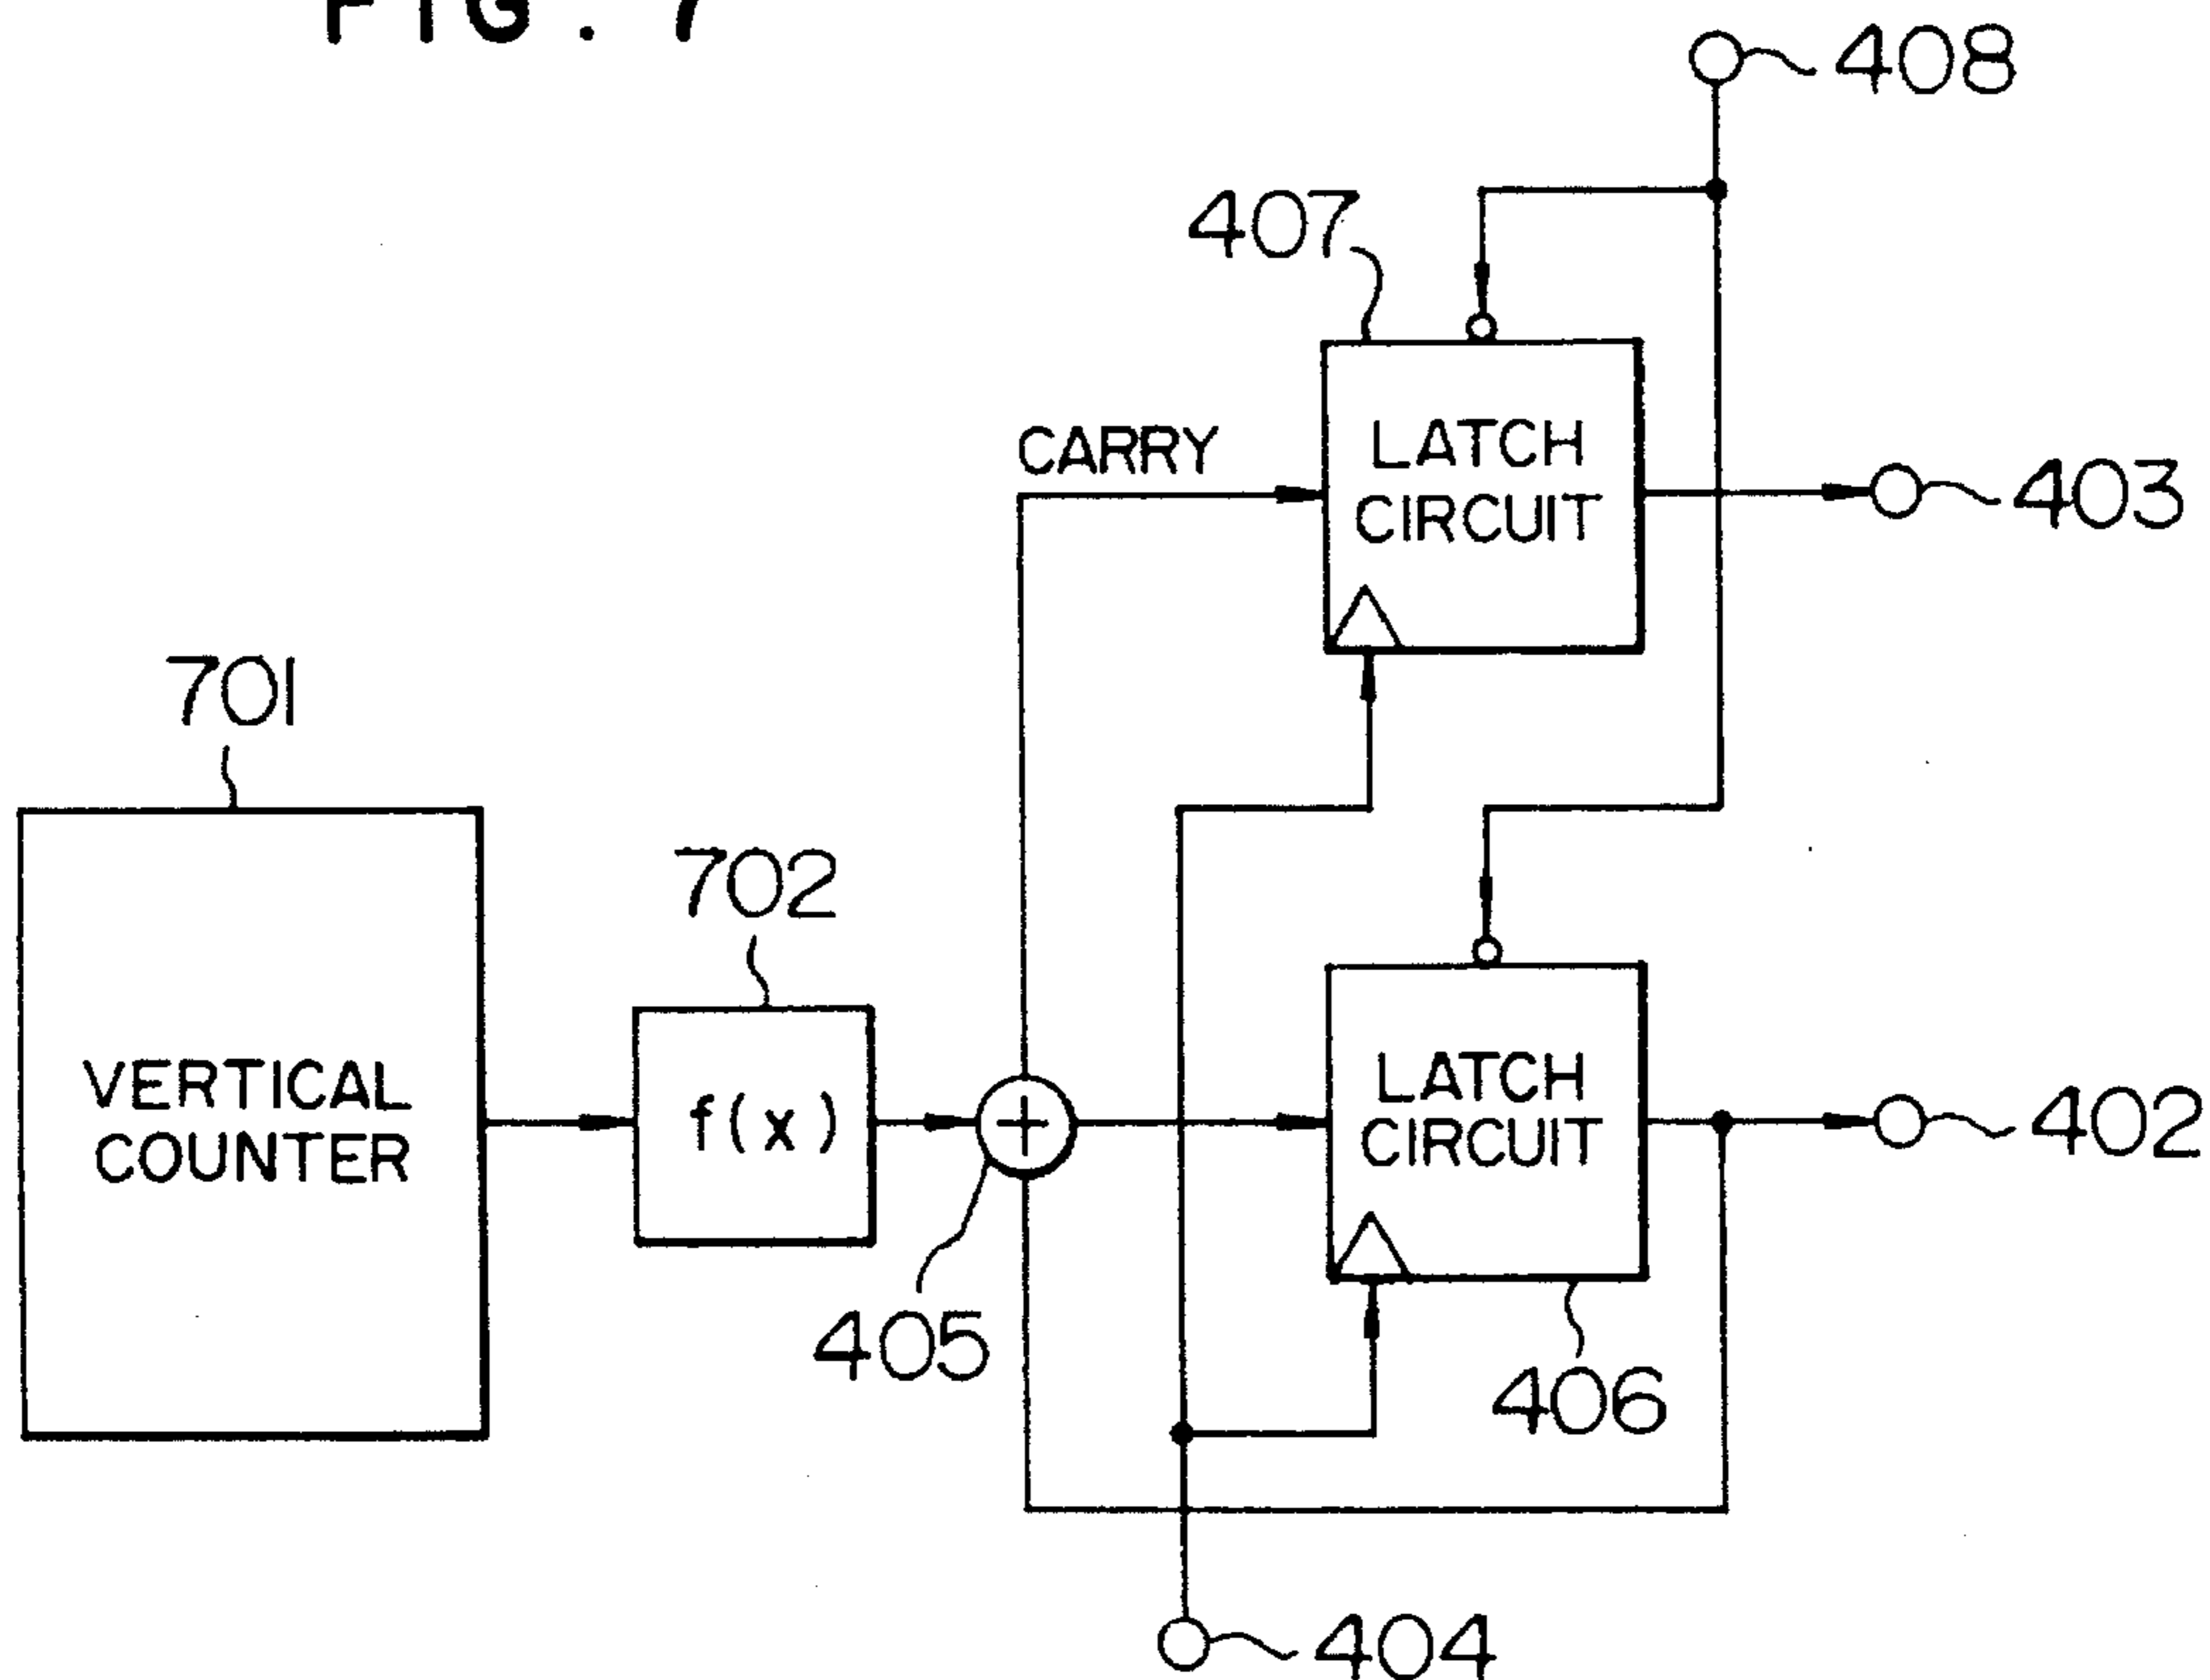 FIG. 7
408
407
CARRY
LATCH
CIRCUIT
403
701
702
VERTICAL
COUNTER
f(x)
+
LATCH
CIRCUIT
402
405
406
404